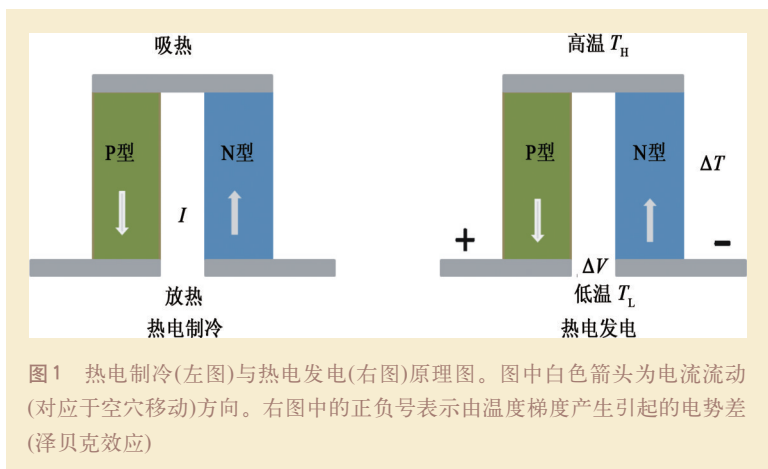 吸热
P型
N型
I
放热
热电制冷
高温 T_H
P型
N型
ΔT
+
−
ΔV
低温 T_L
热电发电
图1 热电制冷(左图)与热电发电(右图)原理图。图中白色箭头为电流流动
(对应于空穴移动)方向。右图中的正负号表示由温度梯度产生引起的电势差
(泽贝克效应)